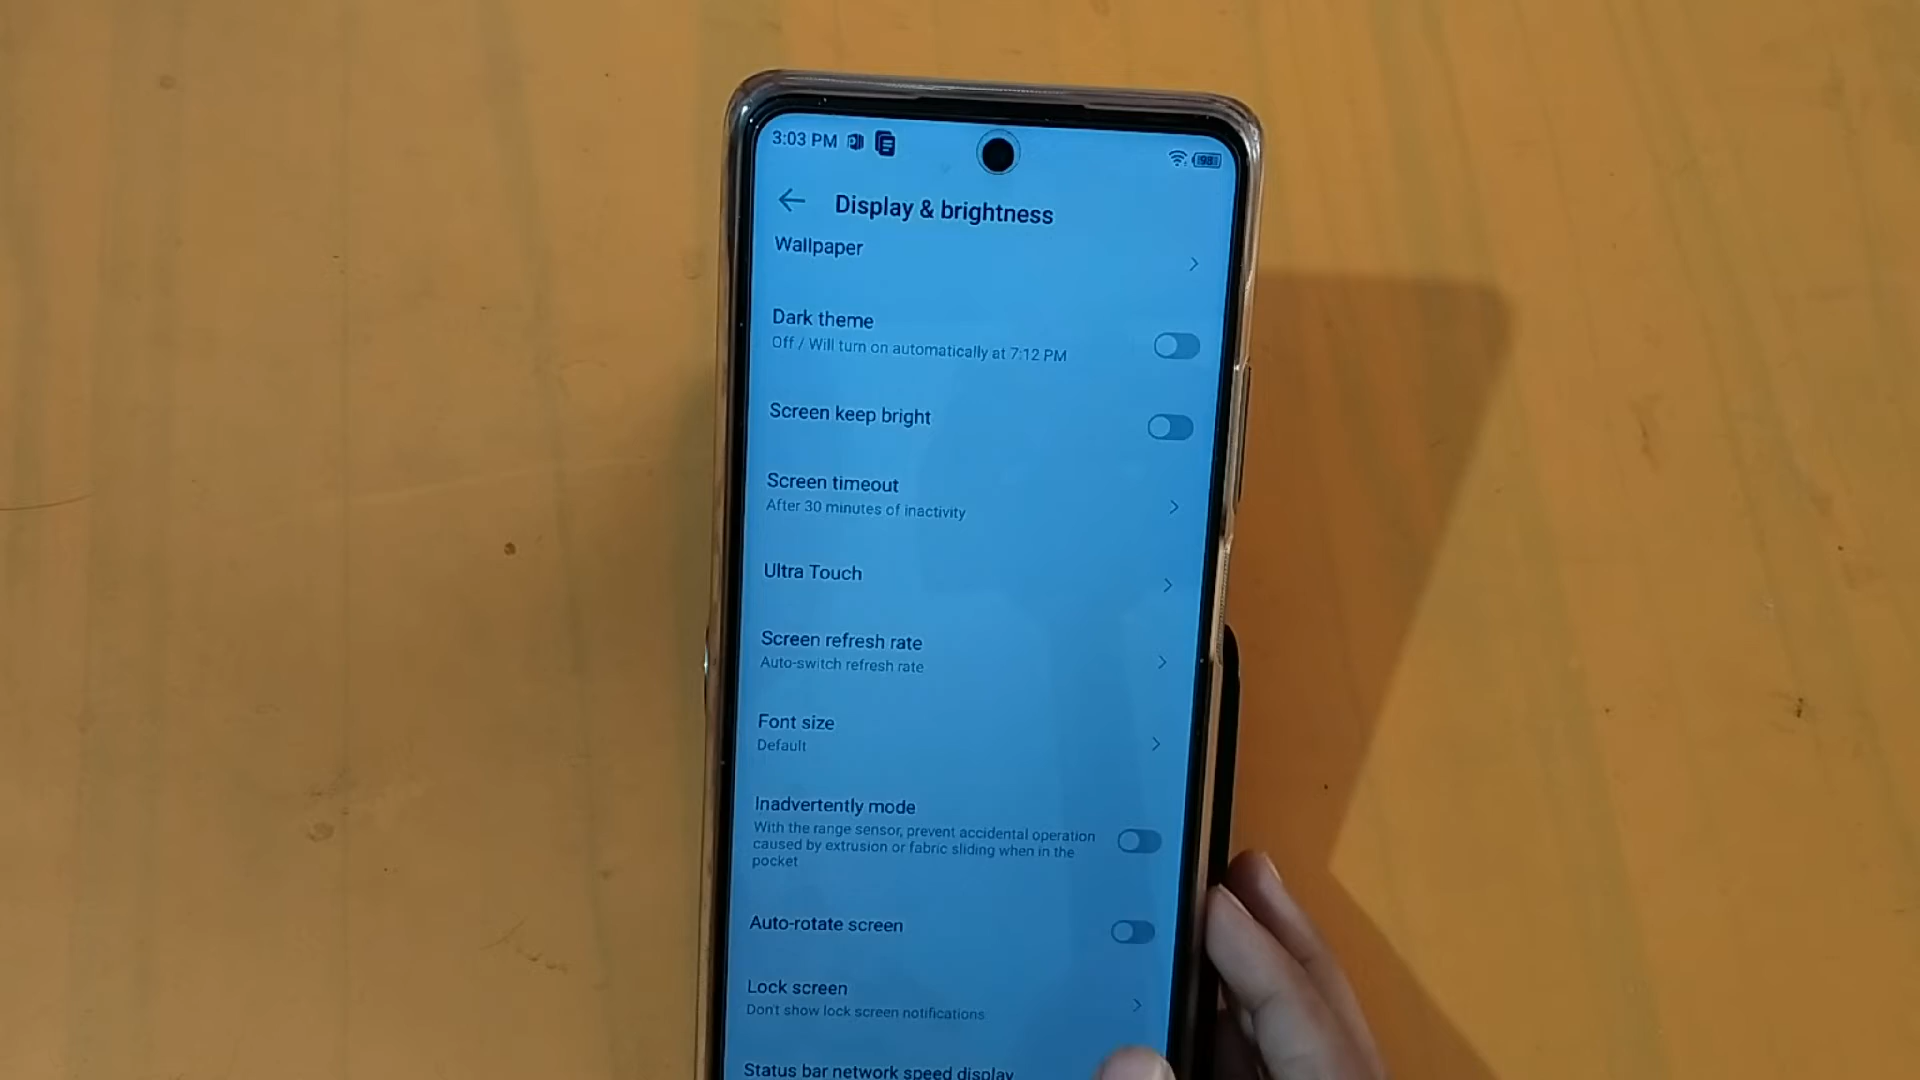 3:03 PM
98
Display & brightness
Wallpaper
Dark theme
Off / Will turn on automatically at 7:12 PM
Screen keep bright
Screen timeout
After 30 minutes of inactivity
Ultra Touch
Screen refresh rate
Auto-switch refresh rate
Font size
Default
Inadvertently mode
With the range sensor, prevent accidental operation
caused by extrusion or fabric sliding when in the
pocket
Auto-rotate screen
Lock screen
Don't show lock screen notifications
Status bar network speed display